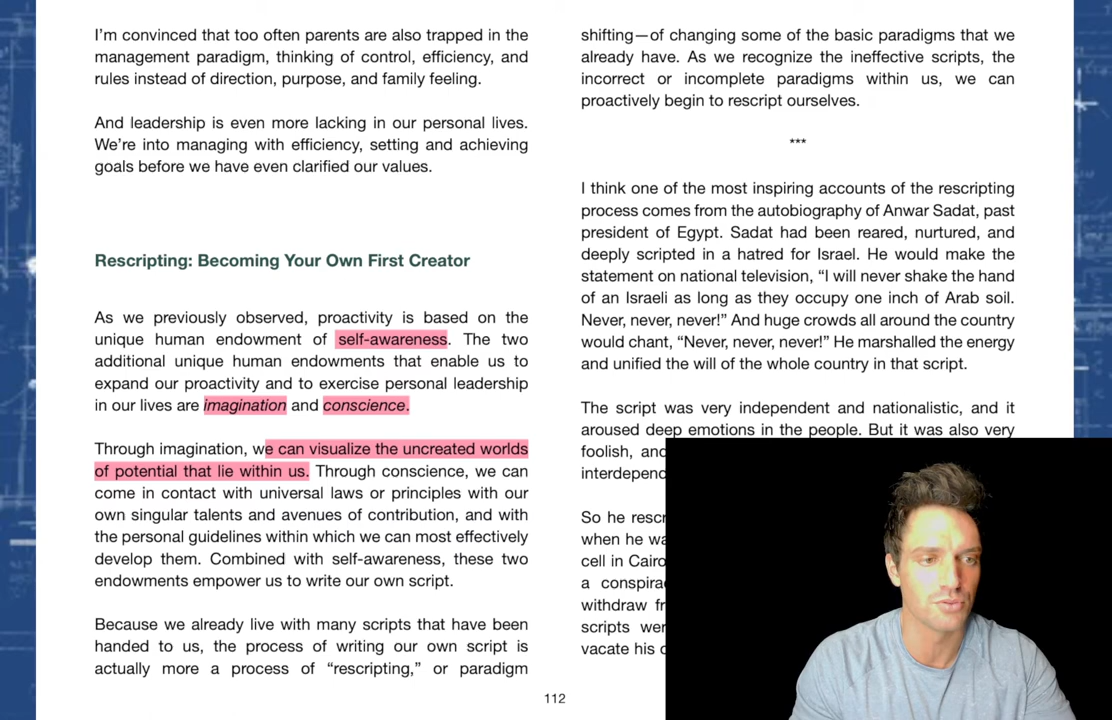 I'm convinced that too often parents are also trapped in the
management paradigm, thinking of control, efficiency, and
rules instead of direction, purpose, and family feeling.
And leadership is even more lacking in our personal lives.
We're into managing with efficiency, setting and achieving
goals before we have even clarified our values.
Rescripting: Becoming Your Own First Creator
As we previously observed, proactivity is based on the
unique human endowment of self-awareness. The two
additional unique human endowments that enable us to
expand our proactivity and to exercise personal leadership
in our lives are imagination and conscience.
Through imagination, we can visualize the uncreated worlds
of potential that lie within us. Through conscience, we can
come in contact with universal laws or principles with our
own singular talents and avenues of contribution, and with
the personal guidelines within which we can most effectively
develop them. Combined with self-awareness, these two
endowments empower us to write our own script.
Because we already live with many scripts that have been
handed to us, the process of writing our own script is
actually more a process of “rescripting,” or paradigm
shifting—of changing some of the basic paradigms that we
already have. As we recognize the ineffective scripts, the
incorrect or incomplete paradigms within us, we can
proactively begin to rescript ourselves.
***
I think one of the most inspiring accounts of the rescripting
process comes from the autobiography of Anwar Sadat, past
president of Egypt. Sadat had been reared, nurtured, and
deeply scripted in a hatred for Israel. He would make the
statement on national television, “I will never shake the hand
of an Israeli as long as they occupy one inch of Arab soil.
Never, never, never!” And huge crowds all around the country
would chant, “Never, never, never!” He marshalled the energy
and unified the will of the whole country in that script.
The script was very independent and nationalistic, and it
aroused deep emotions in the people. But it was also very
foolish, and
interdepend
So he rescr
when he wa
cell in Cairo
a conspira
withdraw fr
scripts wer
vacate his
112